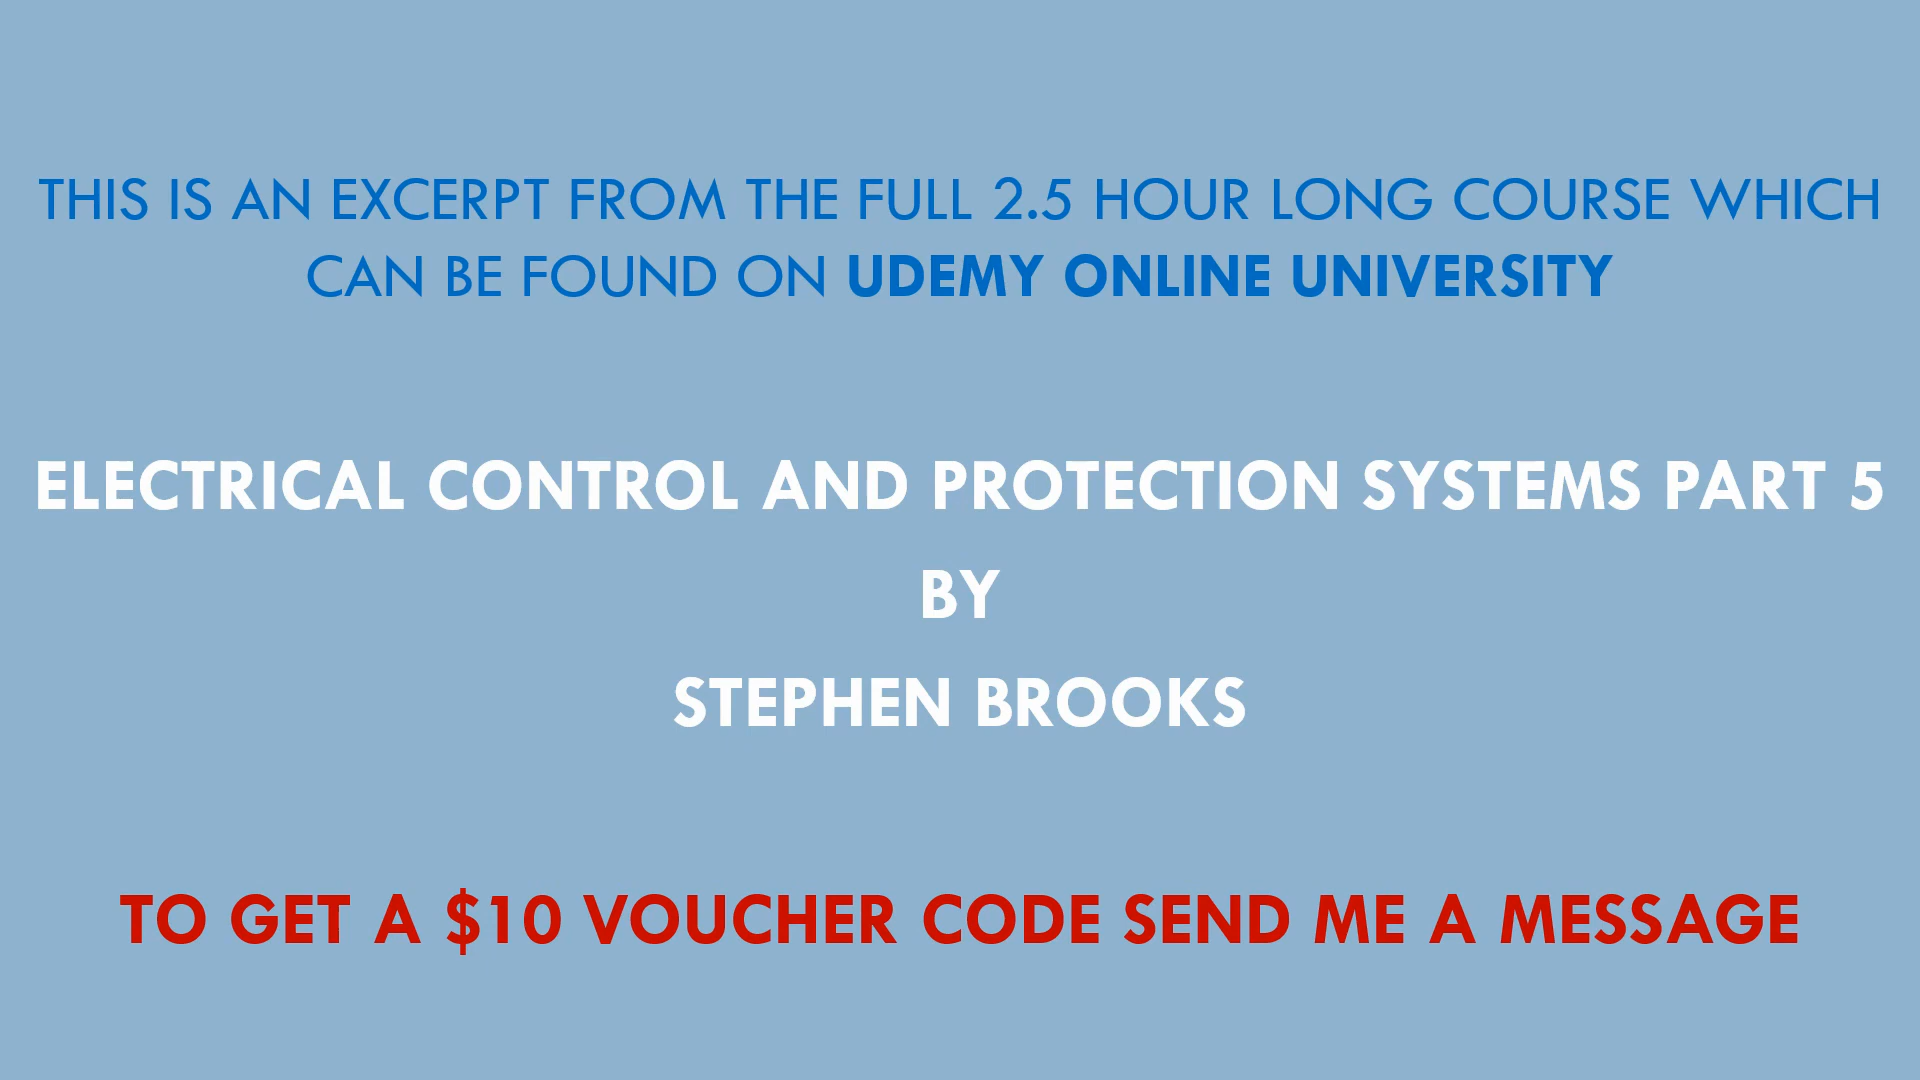 THIS IS AN EXCERPT FROM THE FULL 2.5 HOUR LONG COURSE WHICH
CAN BE FOUND ON UDEMY ONLINE UNIVERSITY
ELECTRICAL CONTROL AND PROTECTION SYSTEMS PART 5
BY
STEPHEN BROOKS
TO GET A $10 VOUCHER CODE SEND ME A MESSAGE